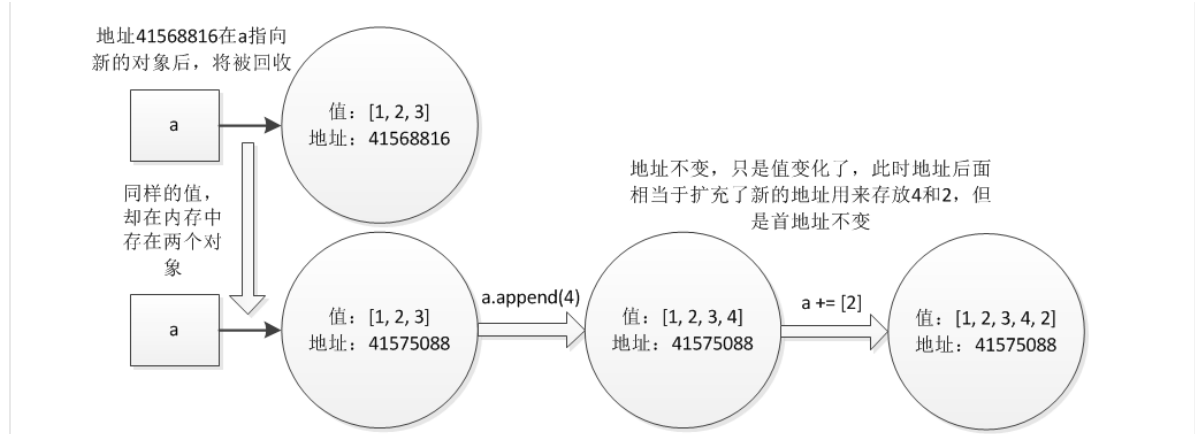 地址41568816在a指向
新的对象后，将被回收
a
值：[1, 2, 3]
地址：41568816
同样的值，
却在内存中
存在两个对
象
地址不变，只是值变化了，此时地址后面
相当于扩充了新的地址用来存放4和2，但
是首地址不变
a
值：[1, 2, 3]
地址：41575088
a.append(4)
值：[1, 2, 3, 4]
地址：41575088
a += [2]
值：[1, 2, 3, 4, 2]
地址：41575088